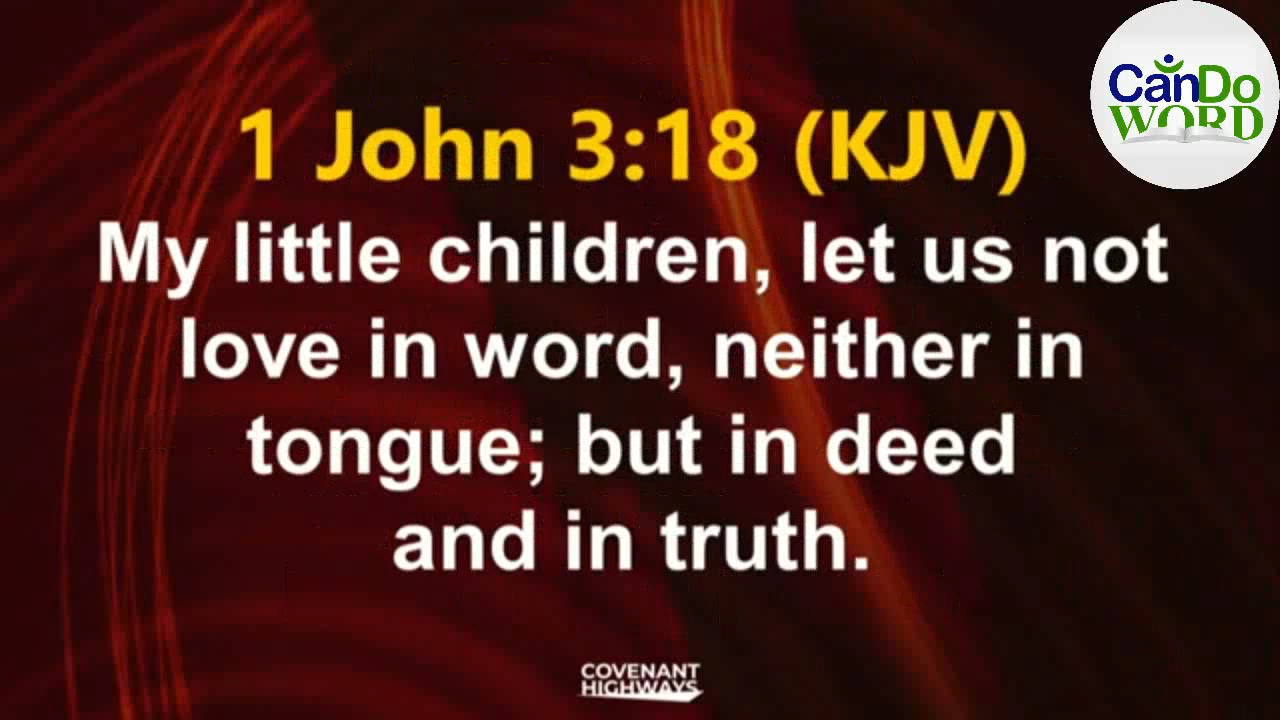 CanDo
WORD
1 John 3:18 (KJV)
My little children, let us not
love in word, neither in
tongue; but in deed
and in truth.
COVENANT
HIGHWAYS